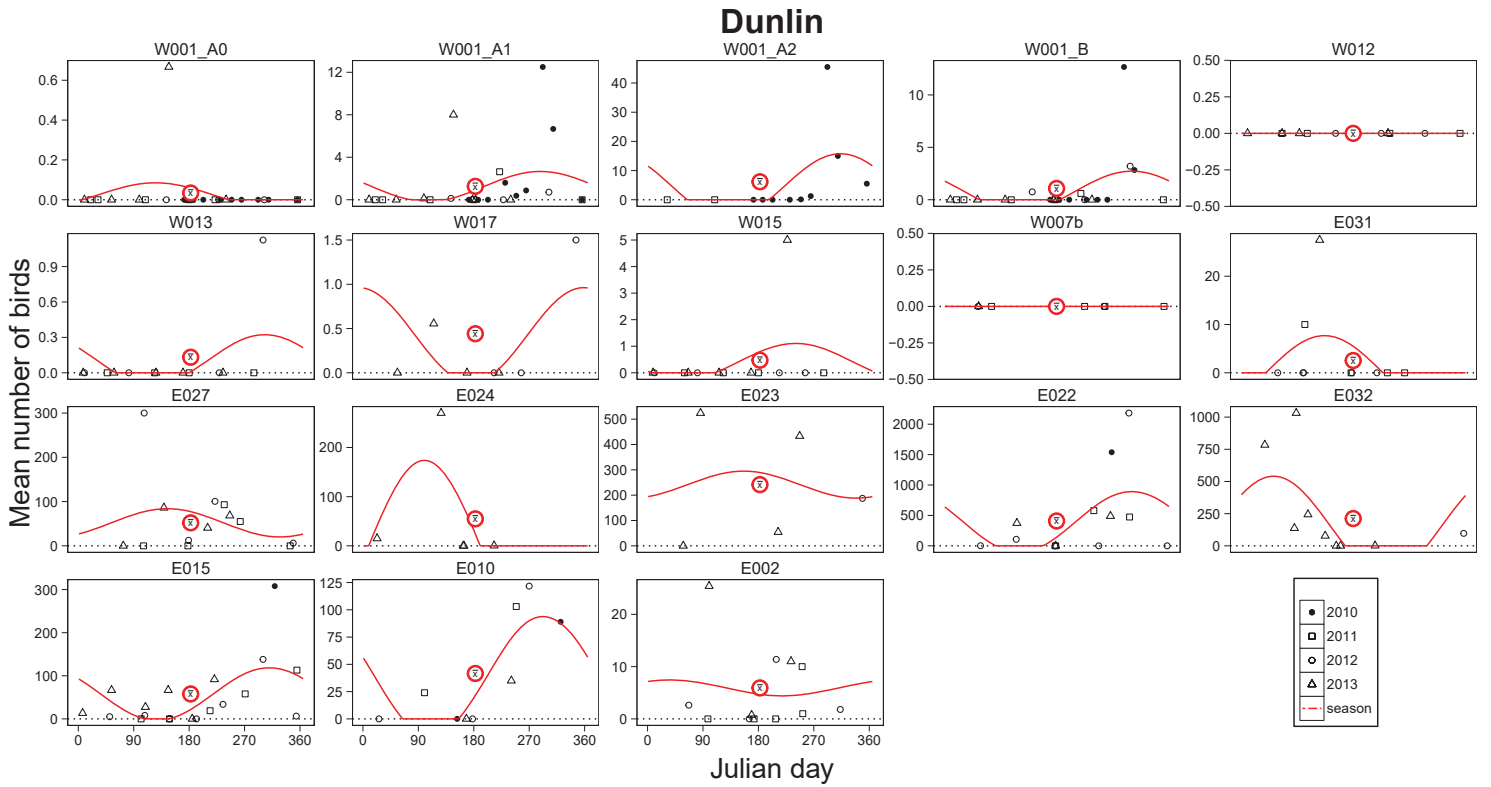 Dunlin
W001_A0 W001_A1 W001_A2 W001_B W012
0.6 0.4 0.2 0.0
12 8 4 0
40 30 20 10 0
10 5 0
0.50 0.25 0.00 −0.25 −0.50
x̄ x̄ x̄ x̄ x̄
W013 W017 W015 W007b E031
0.9 0.6 0.3 0.0
1.5 1.0 0.5 0.0
5 4 3 2 1 0
0.50 0.25 0.00 −0.25 −0.50
20 10 0
x̄ x̄ x̄ x̄ x̄
Mean number of birds
E027 E024 E023 E022 E032
300 200 100 0
200 100 0
500 400 300 200 100 0
2000 1500 1000 500 0
1000 750 500 250 0
x̄ x̄ x̄ x̄ x̄
E015 E010 E002
300 200 100 0
125 100 75 50 25 0
20 10 0
x̄ x̄ x̄
2010
2011
2012
2013
season
0 90 180 270 360 0 90 180 270 360 0 90 180 270 360
Julian day